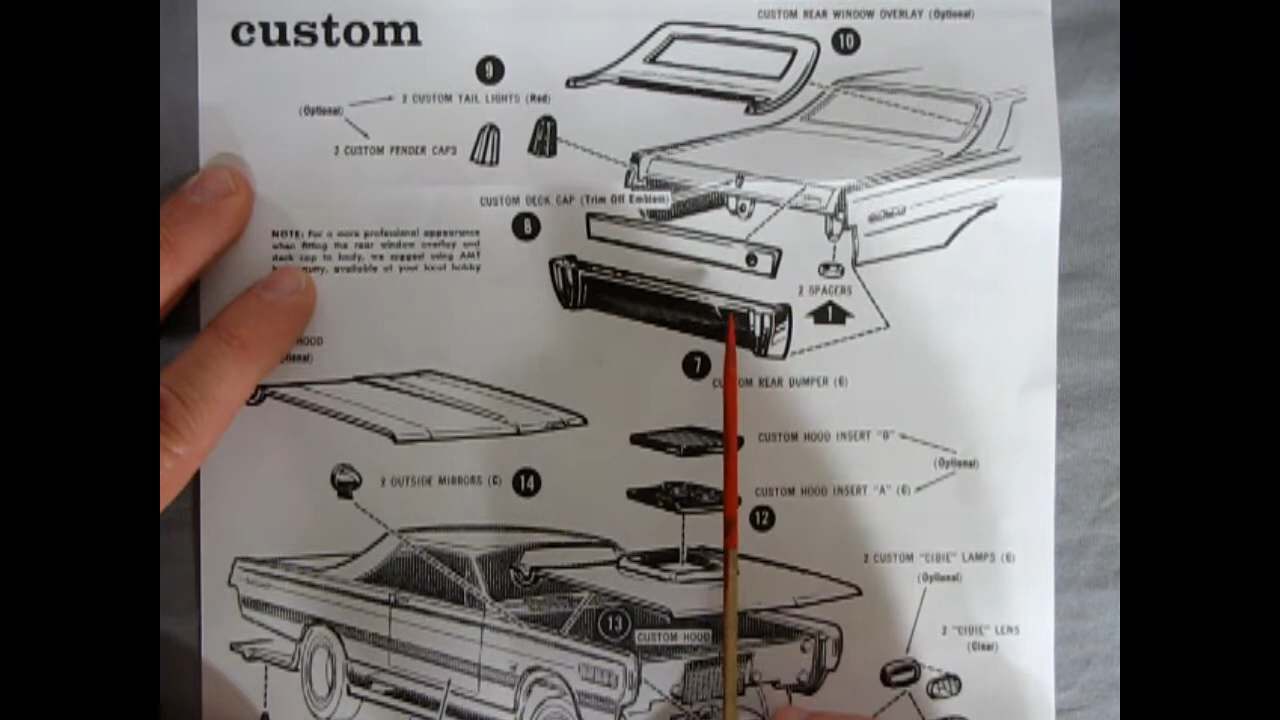 custom
CUSTOM REAR WINDOW OVERLAY (Optional)
10
9
2 CUSTOM TAIL LIGHTS (Red)
(Optional)
2 CUSTOM FENDER CAPS
CUSTOM DECK CAP (Trim Off Emblem)
8
NOTE: For a more professional appearance
when fitting the rear window overlay and
deck cap to body, we suggest using AMT
putty, available at your local hobby
2 SPACERS
1
7
CUSTOM REAR BUMPER (C)
HOOD
CUSTOM HOOD INSERT "B"
(Optional)
2 OUTSIDE MIRRORS (C)
14
CUSTOM HOOD INSERT "A" (C)
12
2 CUSTOM "CIBIE" LAMPS (C)
(Optional)
13
CUSTOM HOOD
2 "CIBIE" LENS
(Clear)